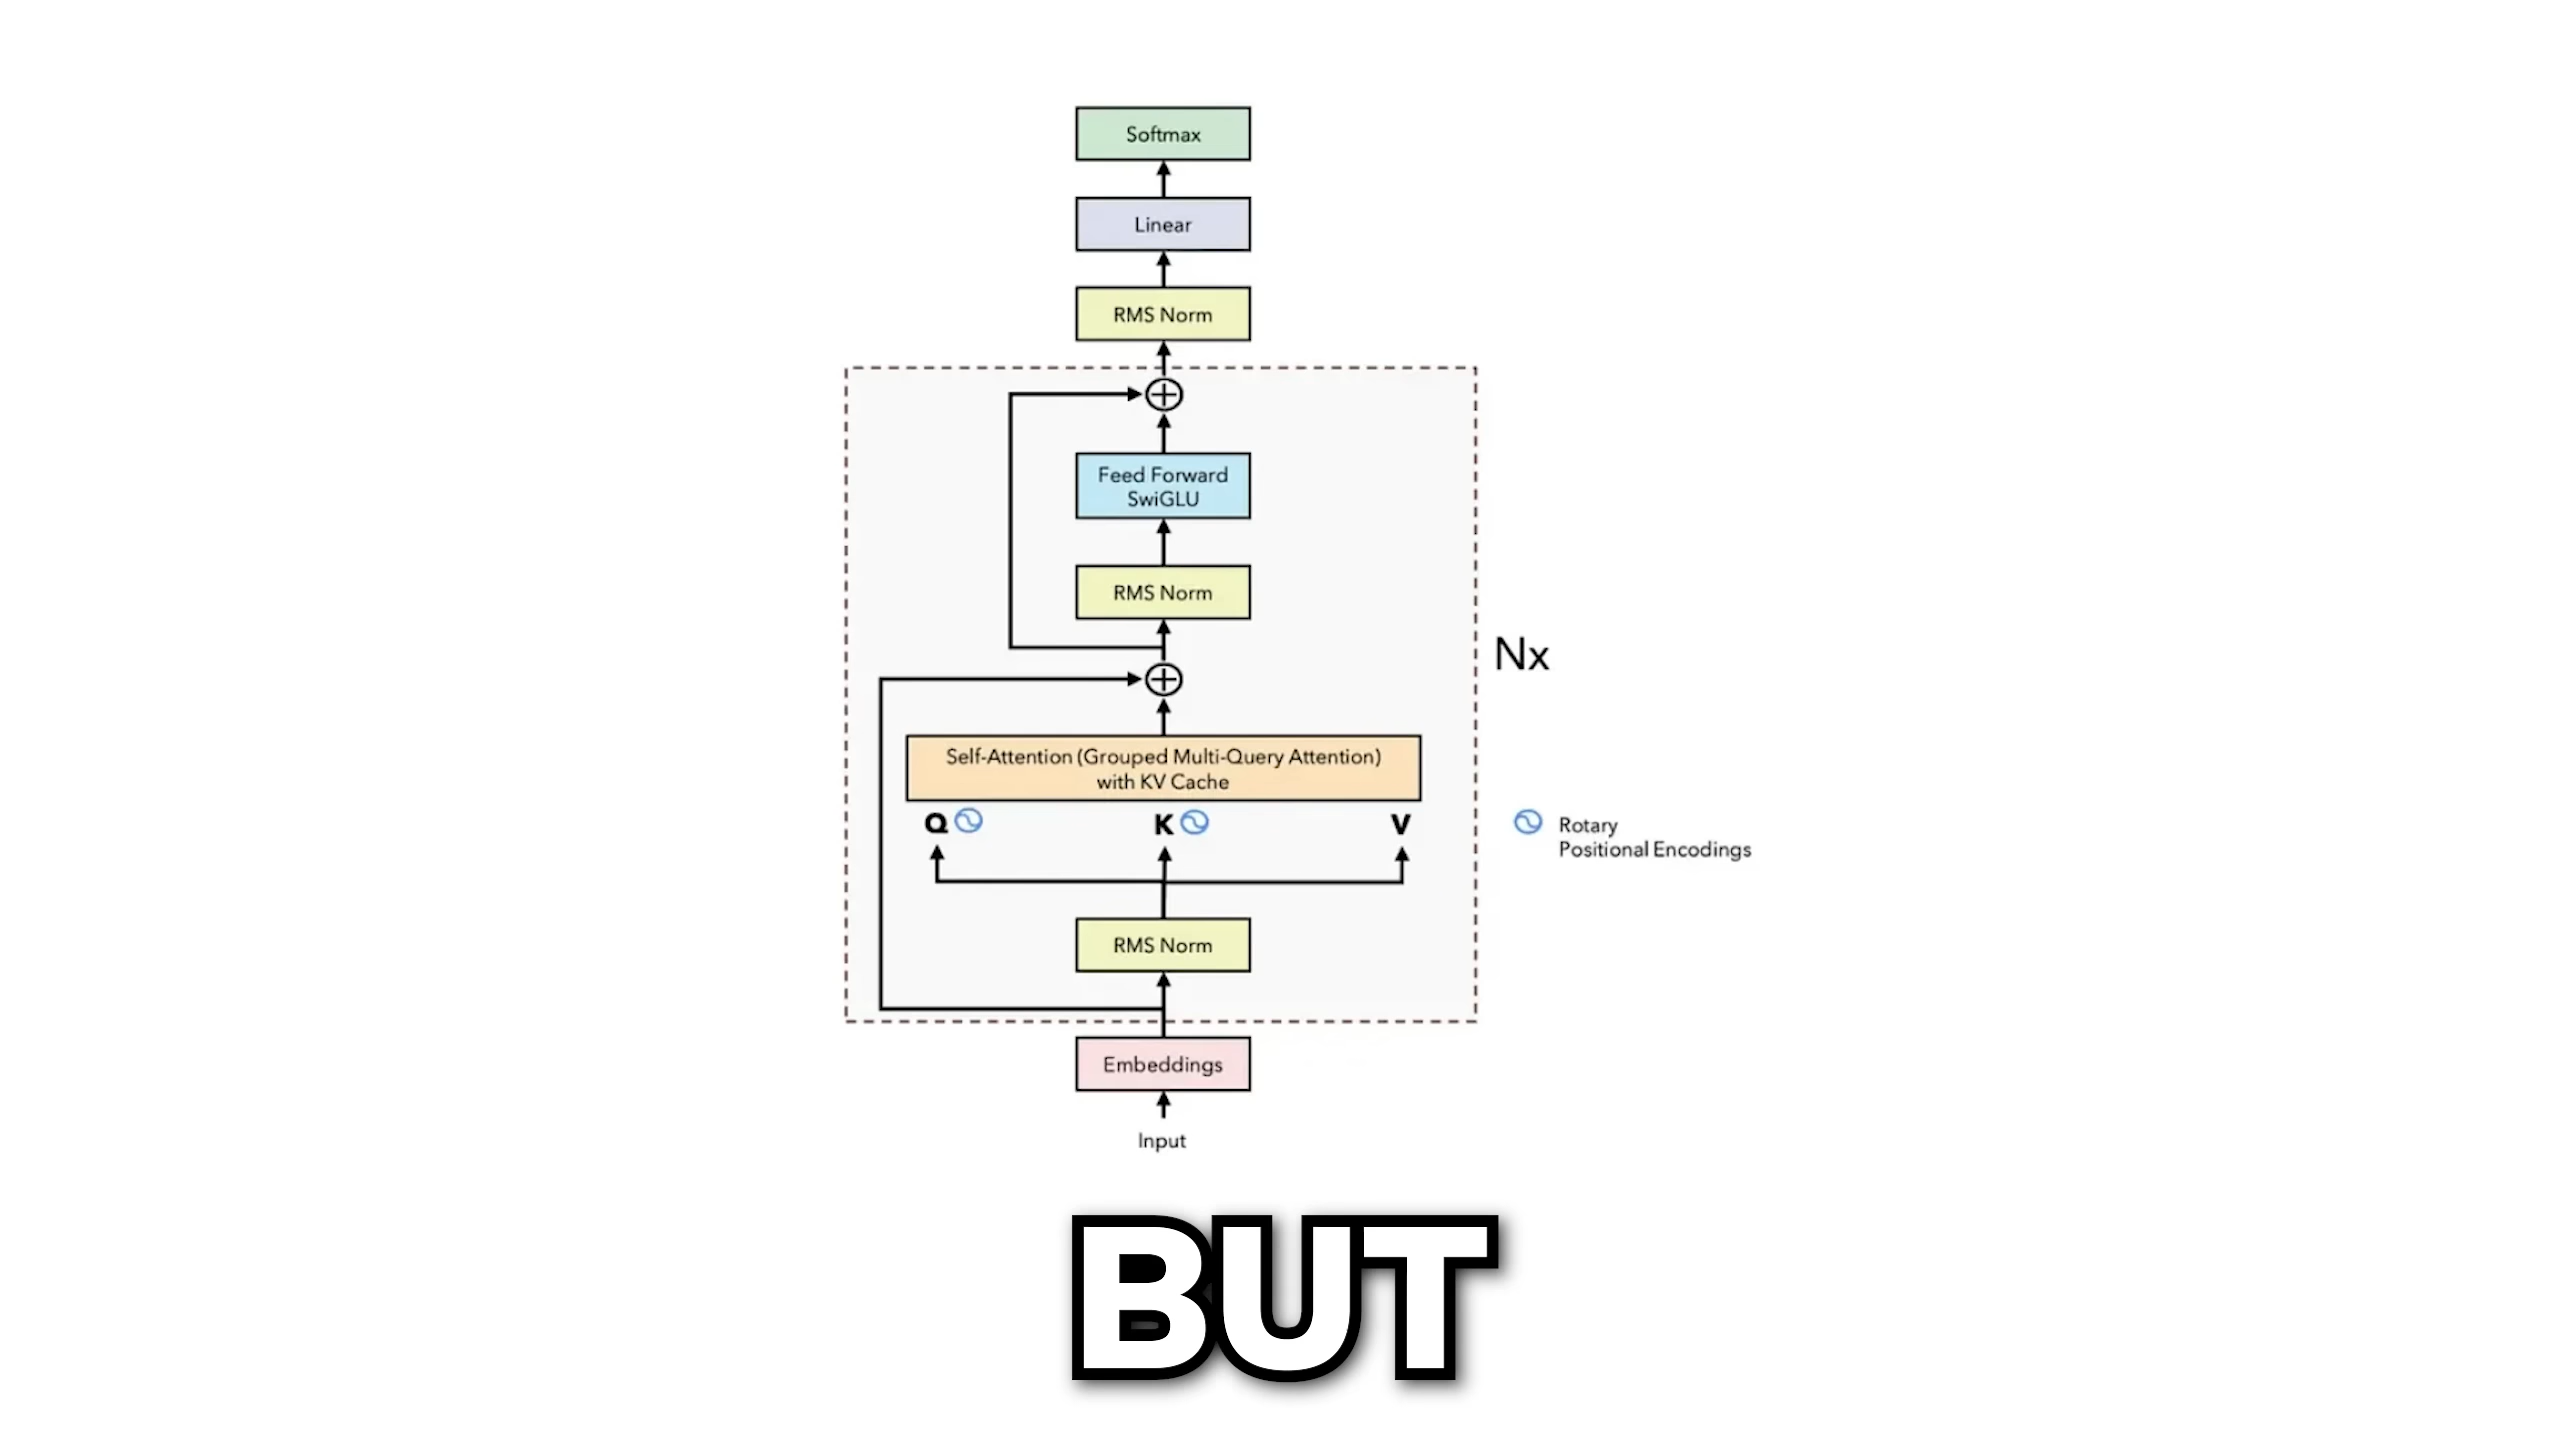 Softmax
Linear
RMS Norm
Feed Forward
SwiGLU
RMS Norm
Nx
Self-Attention (Grouped Multi-Query Attention)
with KV Cache
Q K V
Rotary
Positional Encodings
RMS Norm
Embeddings
Input
BUT